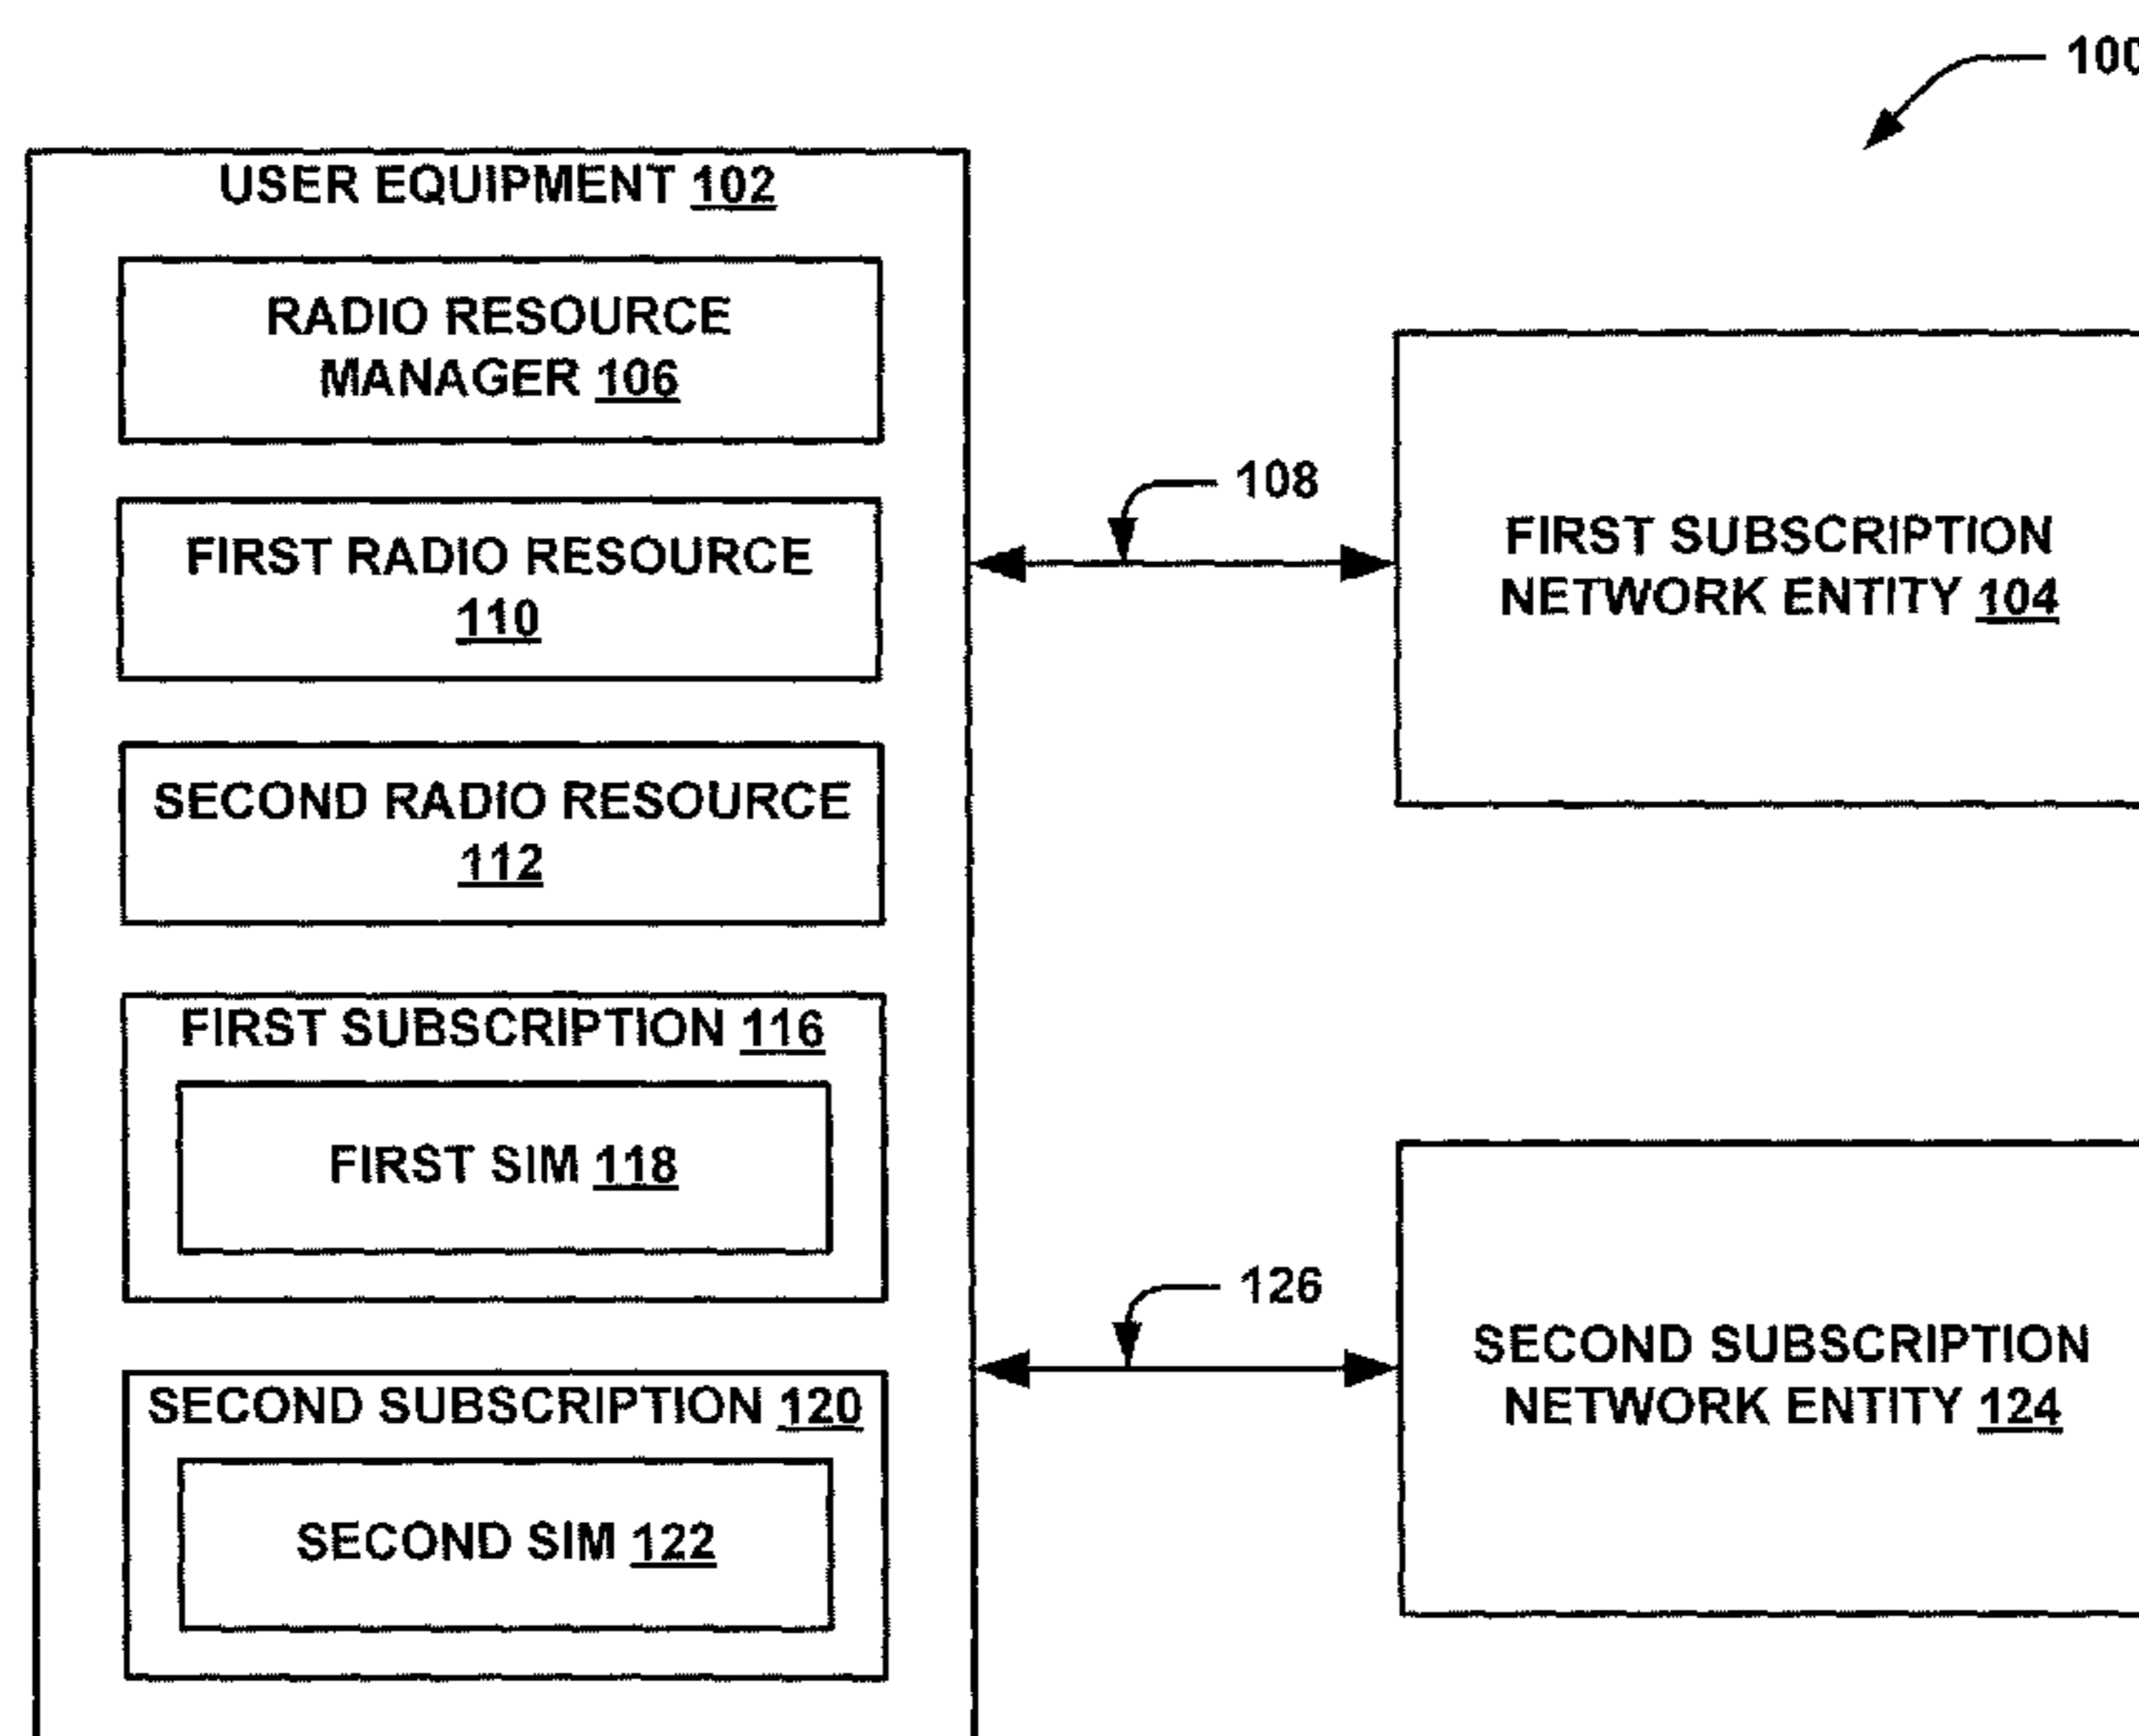 100
USER EQUIPMENT 102
RADIO RESOURCE
MANAGER 106
FIRST RADIO RESOURCE
110
SECOND RADIO RESOURCE
112
FIRST SUBSCRIPTION 116
FIRST SIM 118
SECOND SUBSCRIPTION 120
SECOND SIM 122
108
FIRST SUBSCRIPTION
NETWORK ENTITY 104
126
SECOND SUBSCRIPTION
NETWORK ENTITY 124